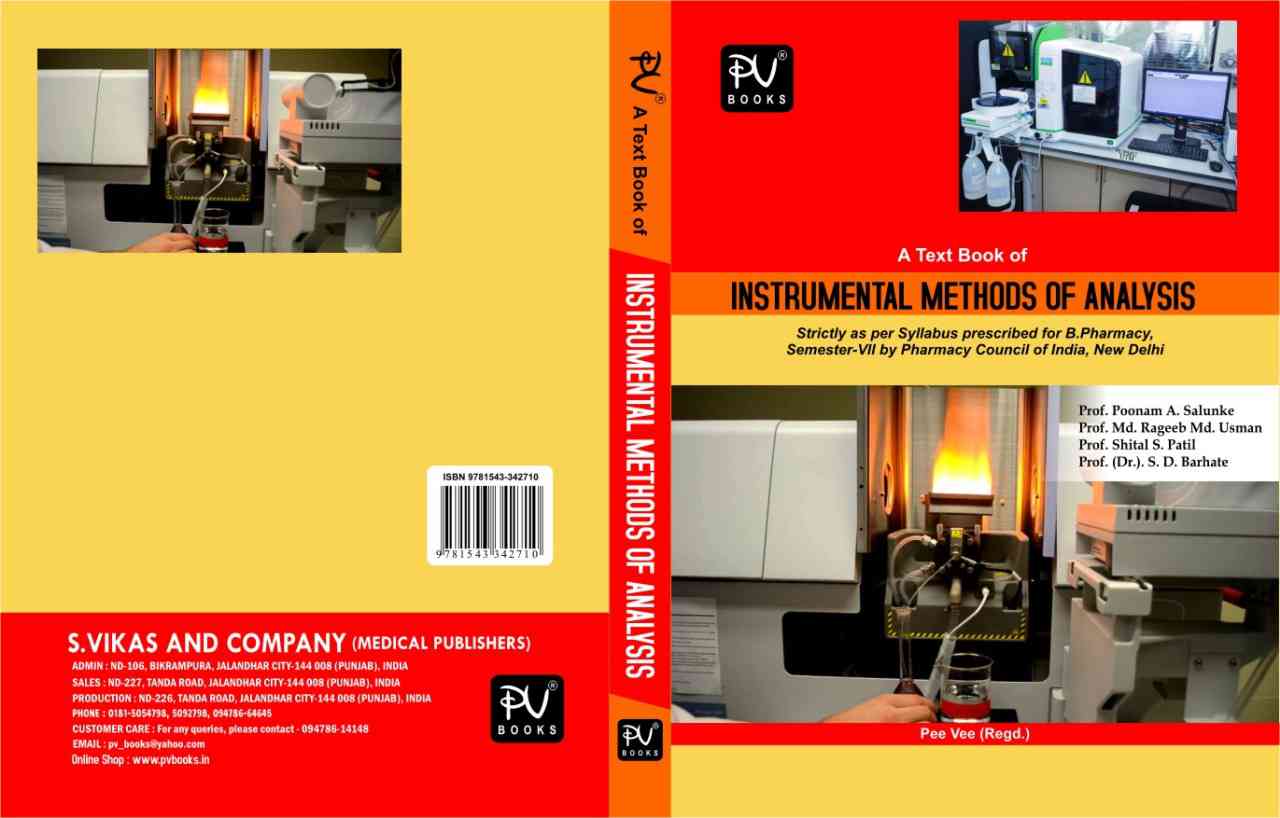 ISBN 9781543-342710
9781543 342710
S.VIKAS AND COMPANY (MEDICAL PUBLISHERS)
ADMIN : ND-106, BIKRAMPURA, JALANDHAR CITY-144 008 (PUNJAB), INDIA
SALES : ND-227, TANDA ROAD, JALANDHAR CITY-144 008 (PUNJAB), INDIA
PRODUCTION : ND-226, TANDA ROAD, JALANDHAR CITY-144 008 (PUNJAB), INDIA
PHONE : 0181-5054798, 5092798, 094786-64645
CUSTOMER CARE : For any queries, please contact - 094786-14148
EMAIL : pv_books@yahoo.com
Online Shop : www.pvbooks.in
PV®
BOOKS
PV®
A Text Book of
INSTRUMENTAL METHODS OF ANALYSIS
PV®
BOOKS
PV®
BOOKS
A Text Book of
INSTRUMENTAL METHODS OF ANALYSIS
Strictly as per Syllabus prescribed for B.Pharmacy,
Semester-VII by Pharmacy Council of India, New Delhi
Prof. Poonam A. Salunke
Prof. Md. Rageeb Md. Usman
Prof. Shital S. Patil
Prof. (Dr.). S. D. Barhate
Pee Vee (Regd.)